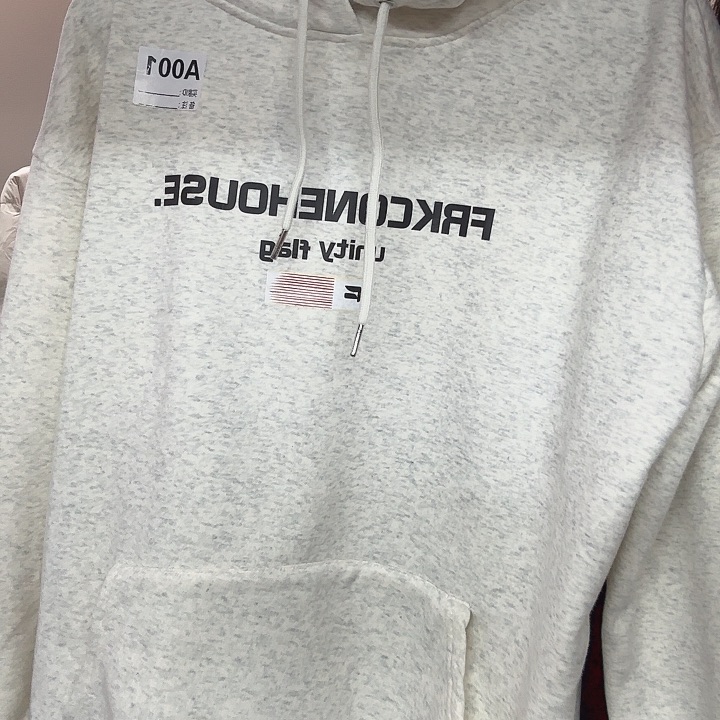 A001
FRKCONEHOUSE.
unity flag
F